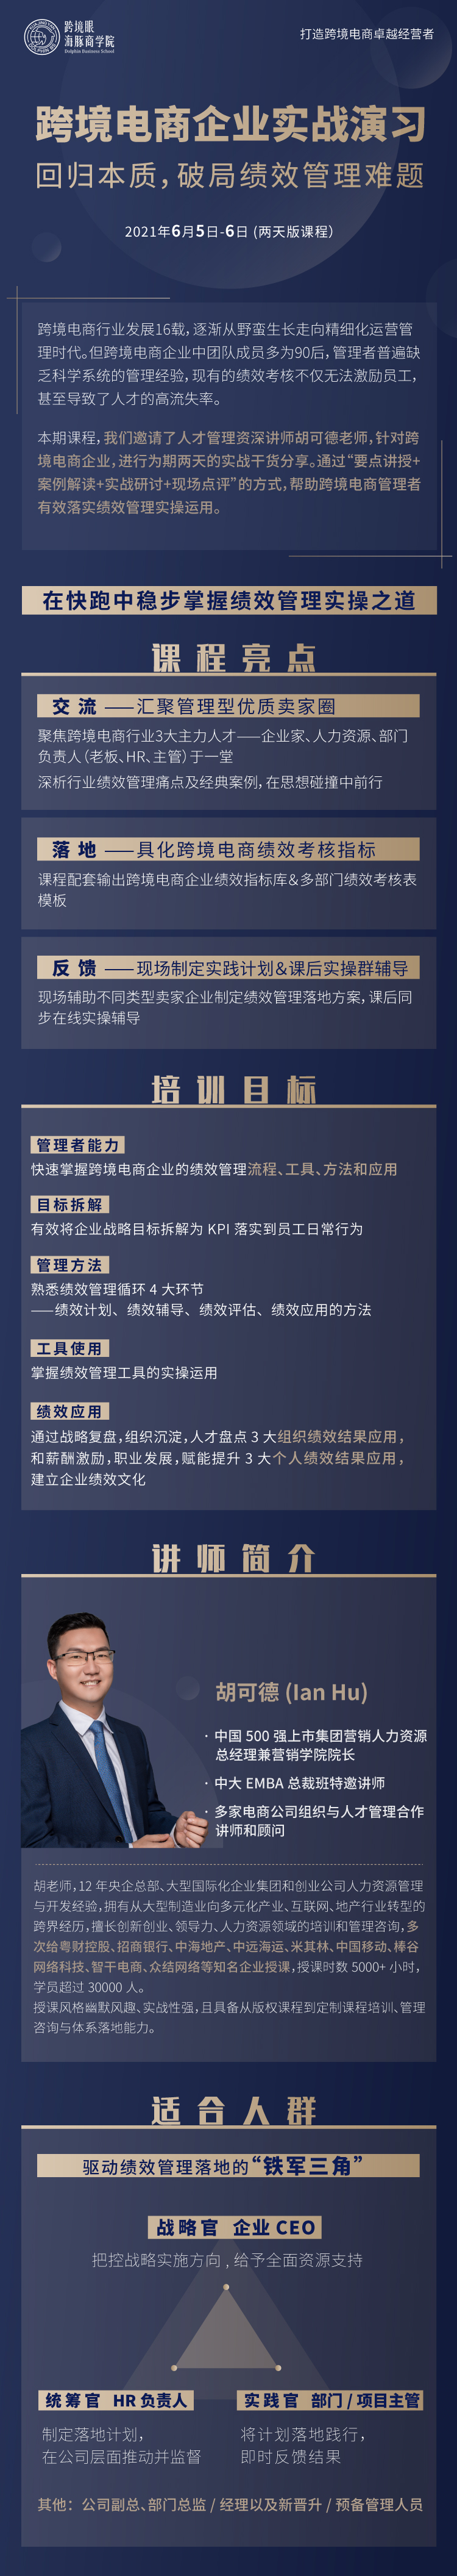 跨境眼
海豚商学院
Dolphin Business School
打造跨境电商卓越经营者
跨境电商企业实战演习
回归本质，破局绩效管理难题
2021年6月5日-6日 (两天版课程）
跨境电商行业发展16载，逐渐从野蛮生长走向精细化运营管
理时代。但跨境电商企业中团队成员多为90后，管理者普遍缺
乏科学系统的管理经验，现有的绩效考核不仅无法激励员工，
甚至导致了人才的高流失率。
本期课程，我们邀请了人才管理资深讲师胡可德老师，针对跨
境电商企业，进行为期两天的实战干货分享。通过“要点讲授+
案例解读+实战研讨+现场点评”的方式，帮助跨境电商管理者
有效落实绩效管理实操运用。
在快跑中稳步掌握绩效管理实操之道
课程亮点
交流——汇聚管理型优质卖家圈
聚焦跨境电商行业3大主力人才——企业家、人力资源、部门
负责人（老板、HR、主管）于一堂
深析行业绩效管理痛点及经典案例，在思想碰撞中前行
落地——具化跨境电商绩效考核指标
课程配套输出跨境电商企业绩效指标库＆多部门绩效考核表
模板
反馈——现场制定实践计划＆课后实操群辅导
现场辅助不同类型卖家企业制定绩效管理落地方案，课后同
步在线实操辅导
培训目标
管理者能力
快速掌握跨境电商企业的绩效管理流程、工具、方法和应用
目标拆解
有效将企业战略目标拆解为 KPI 落实到员工日常行为
管理方法
熟悉绩效管理循环 4 大环节
——绩效计划、绩效辅导、绩效评估、绩效应用的方法
工具使用
掌握绩效管理工具的实操运用
绩效应用
通过战略复盘，组织沉淀，人才盘点 3 大组织绩效结果应用，
和薪酬激励，职业发展，赋能提升 3 大个人绩效结果应用，
建立企业绩效文化
讲师简介
胡可德 (Ian Hu)
· 中国 500 强上市集团营销人力资源
总经理兼营销学院院长
· 中大 EMBA 总裁班特邀讲师
· 多家电商公司组织与人才管理合作
讲师和顾问
胡老师，12 年央企总部、大型国际化企业集团和创业公司人力资源管理
与开发经验，拥有从大型制造业向多元化产业、互联网、地产行业转型的
跨界经历，擅长创新创业、领导力、人力资源领域的培训和管理咨询，多
次给粤财控股、招商银行、中海地产、中远海运、米其林、中国移动、棒谷
网络科技、智干电商、众结网络等知名企业授课，授课时数 5000+ 小时，
学员超过 30000 人。
授课风格幽默风趣、实战性强，且具备从版权课程到定制课程培训、管理
咨询与体系落地能力。
适合人群
驱动绩效管理落地的“铁军三角”
战略官 企业 CEO
把控战略实施方向，给予全面资源支持
统筹官 HR 负责人
实践官 部门 / 项目主管
制定落地计划，
在公司层面推动并监督
将计划落地践行，
即时反馈结果
其他：公司副总、部门总监 / 经理以及新晋升 / 预备管理人员